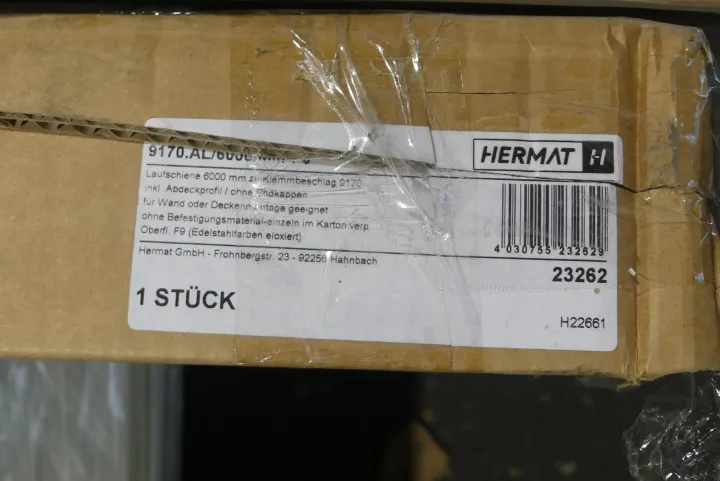 9170.AL/6000
HERMAT H
Laufschiene 6000 mm zu Klemmbeschlag 9170
inkl. Abdeckprofil / ohne Endkappen
für Wand oder Deckenmontage geeignet
ohne Befestigungsmaterial-einzeln im Karton verp.
Oberfl. F9 (Edelstahlfarben eloxiert)
4 030755 232629
Hermat GmbH - Frohnbergstr. 23 - 92256 Hahnbach
23262
1 STÜCK
H22661